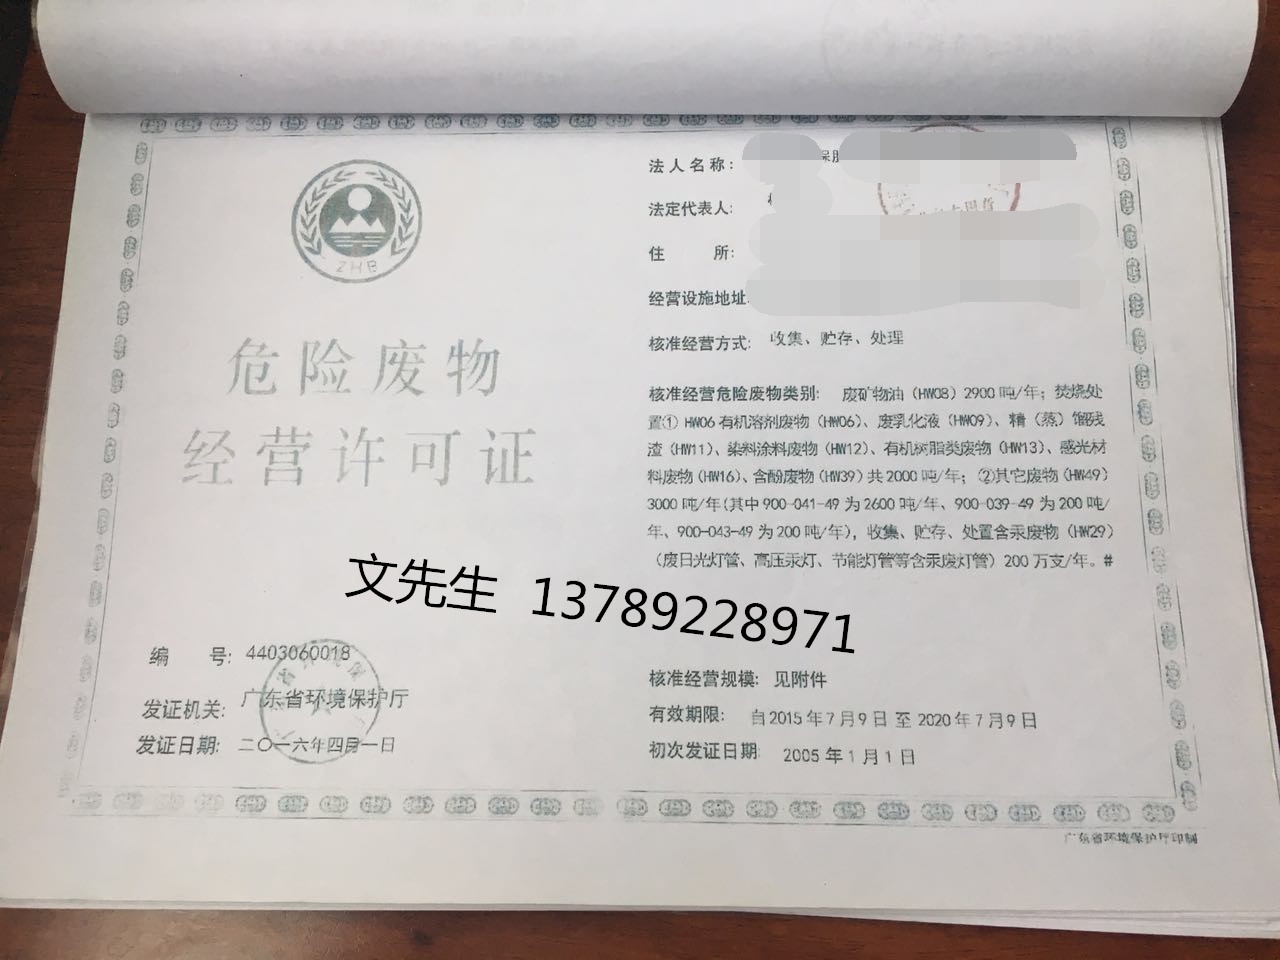 ZHB
危险废物
经营许可证
编 号: 4403060018
发证机关: 广东省环境保护厅
发证日期: 二〇一六年四月一日
法人名称:
法定代表人:
住 所:
经营设施地址:
核准经营方式: 收集、贮存、处理
核准经营危险废物类别: 废矿物油(HW08)2900吨/年;焚烧处
置①HW06有机溶剂废物(HW06)、废乳化液(HW09)、精(蒸)馏残
渣(HW11)、染料涂料废物(HW12)、有机树脂类废物(HW13)、感光材
料废物(HW16)、含酚废物(HW39)共2000吨/年;②其它废物(HW49)
3000吨/年(其中900-041-49为2600吨/年、900-039-49为200吨/
年、900-043-49为200吨/年),收集、贮存、处置含汞废物(HW29)
(废日光灯管、高压汞灯、节能灯管等含汞废灯管)200万支/年。#
文先生 13789228971
核准经营规模: 见附件
有效期限: 自2015年7月9日至2020年7月9日
初次发证日期: 2005年1月1日
广东省环境保护厅印制